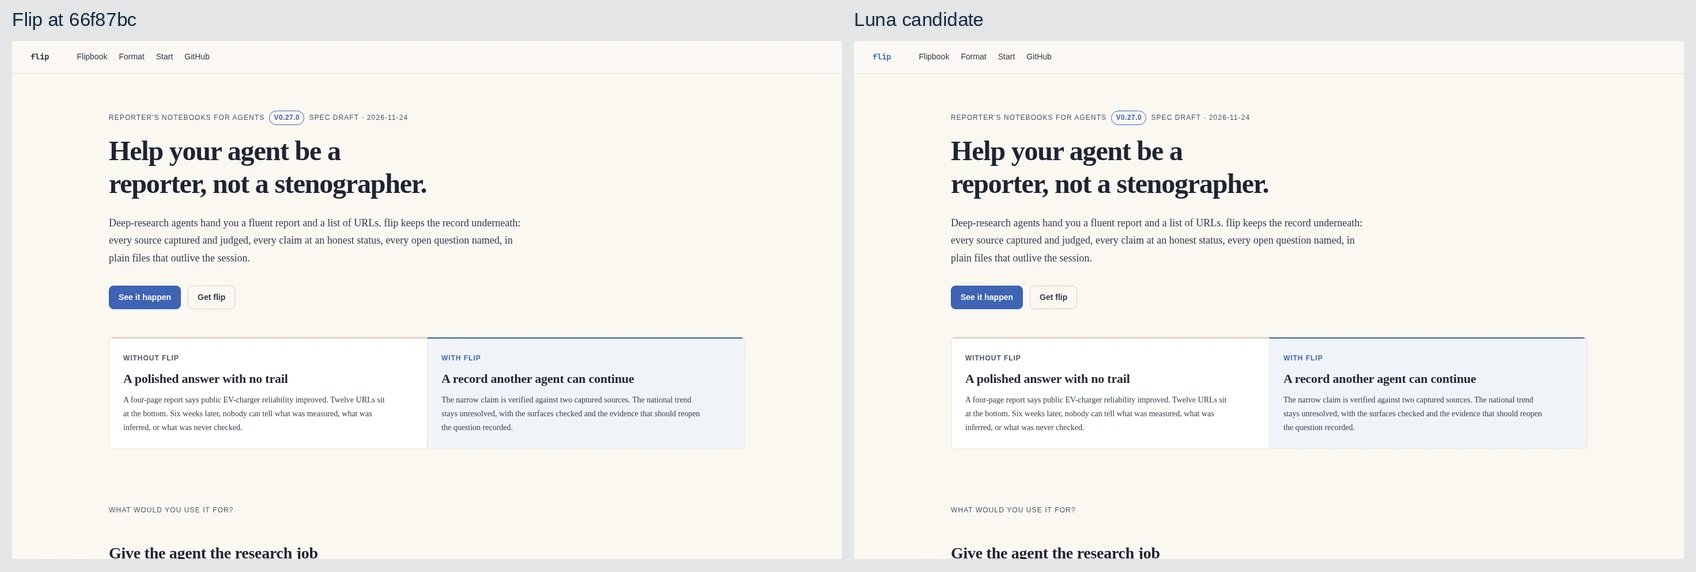 Flip at 66f87bc
flip Flipbook Format Start GitHub
REPORTER'S NOTEBOOKS FOR AGENTS V0.27.0 SPEC DRAFT · 2026-11-24
Help your agent be a
reporter, not a stenographer.
Deep-research agents hand you a fluent report and a list of URLs. flip keeps the record underneath:
every source captured and judged, every claim at an honest status, every open question named, in
plain files that outlive the session.
See it happen Get flip
WITHOUT FLIP
A polished answer with no trail
A four-page report says public EV-charger reliability improved. Twelve URLs sit
at the bottom. Six weeks later, nobody can tell what was measured, what was
inferred, or what was never checked.
WITH FLIP
A record another agent can continue
The narrow claim is verified against two captured sources. The national trend
stays unresolved, with the surfaces checked and the evidence that should reopen
the question recorded.
WHAT WOULD YOU USE IT FOR?
Give the agent the research job
Luna candidate
flip Flipbook Format Start GitHub
REPORTER'S NOTEBOOKS FOR AGENTS V0.27.0 SPEC DRAFT · 2026-11-24
Help your agent be a
reporter, not a stenographer.
Deep-research agents hand you a fluent report and a list of URLs. flip keeps the record underneath:
every source captured and judged, every claim at an honest status, every open question named, in
plain files that outlive the session.
See it happen Get flip
WITHOUT FLIP
A polished answer with no trail
A four-page report says public EV-charger reliability improved. Twelve URLs sit
at the bottom. Six weeks later, nobody can tell what was measured, what was
inferred, or what was never checked.
WITH FLIP
A record another agent can continue
The narrow claim is verified against two captured sources. The national trend
stays unresolved, with the surfaces checked and the evidence that should reopen
the question recorded.
WHAT WOULD YOU USE IT FOR?
Give the agent the research job